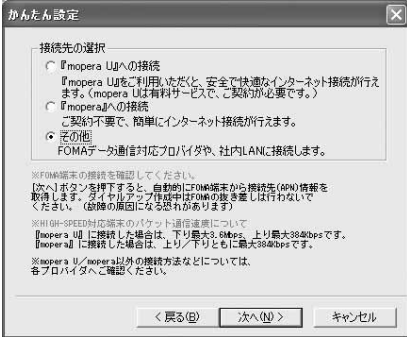 かんたん設定
接続先の選択
『mopera U』への接続
『mopera U』をご利用いただくと、安全で快適なインターネット接続が行え
ます。(mopera Uは有料サービスで、ご契約が必要です。)
『mopera』への接続
ご契約不要で、簡単にインターネット接続が行えます。
その他
FOMAデータ通信対応プロバイダや、社内LANに接続します。
※FOMA端末の接続を確認してください。
[次へ]ボタンを押下すると、自動的にFOMA端末から接続先(APN)情報を
取得します。ダイヤルアップ作成中はFOMAの抜き差しは行わないで
ください。(故障の原因になる恐れがあります)
※HIGH-SPEED対応端末のパケット通信速度について
『mopera U』に接続した場合は、下り最大3.6Mbps、上り最大384Kbpsです。
『mopera』に接続した場合は、上り/下りともに最大384Kbpsです。
※mopera U/mopera以外の接続方法などについては、
各プロバイダへご確認ください。
<戻る(B)
次へ(N)>
キャンセル